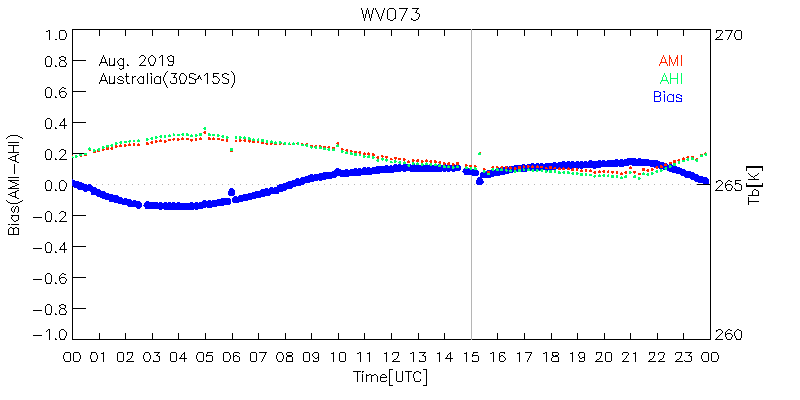 WV073
1.0
0.8
0.6
0.4
0.2
0.0
−0.2
−0.4
−0.6
−0.8
−1.0
Bias(AMI−AHI)
Aug. 2019
Australia(30S^15S)
AMI
AHI
Bias
270
265
260
Tb[K]
00 01 02 03 04 05 06 07 08 09 10 11 12 13 14 15 16 17 18 19 20 21 22 23 00
Time[UTC]